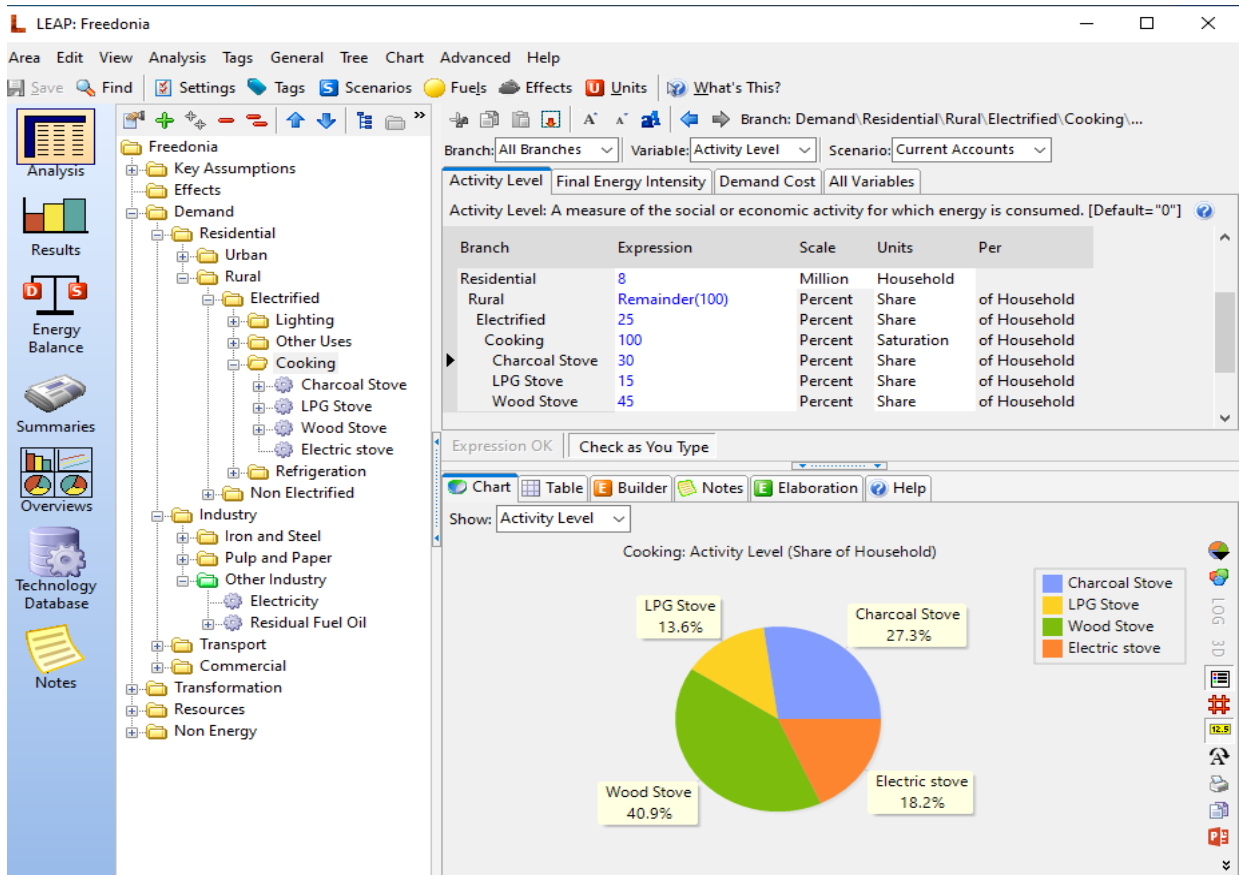 LEAP: Freedonia
Area Edit View Analysis Tags General Tree Chart Advanced Help
Save Find Settings Tags Scenarios Fuels Effects Units What's This?
Analysis
Results
Energy
Balance
Summaries
Overviews
Technology
Database
Notes
Freedonia
Key Assumptions
Effects
Demand
Residential
Urban
Rural
Electrified
Lighting
Other Uses
Cooking
Charcoal Stove
LPG Stove
Wood Stove
Electric stove
Refrigeration
Non Electrified
Industry
Iron and Steel
Pulp and Paper
Other Industry
Electricity
Residual Fuel Oil
Transport
Commercial
Transformation
Resources
Non Energy
Branch: Demand\Residential\Rural\Electrified\Cooking\...
Branch: All Branches Variable: Activity Level Scenario: Current Accounts
Activity Level Final Energy Intensity Demand Cost All Variables
Activity Level: A measure of the social or economic activity for which energy is consumed. [Default="0"]
Branch Expression Scale Units Per
Residential 8 Million Household
Rural Remainder(100) Percent Share of Household
Electrified 25 Percent Share of Household
Cooking 100 Percent Saturation of Household
Charcoal Stove 30 Percent Share of Household
LPG Stove 15 Percent Share of Household
Wood Stove 45 Percent Share of Household
Expression OK Check as You Type
Chart Table Builder Notes Elaboration Help
Show: Activity Level
Cooking: Activity Level (Share of Household)
LPG Stove
13.6%
Charcoal Stove
27.3%
Wood Stove
40.9%
Electric stove
18.2%
Charcoal Stove
LPG Stove
Wood Stove
Electric stove
LOG
3D
12.5